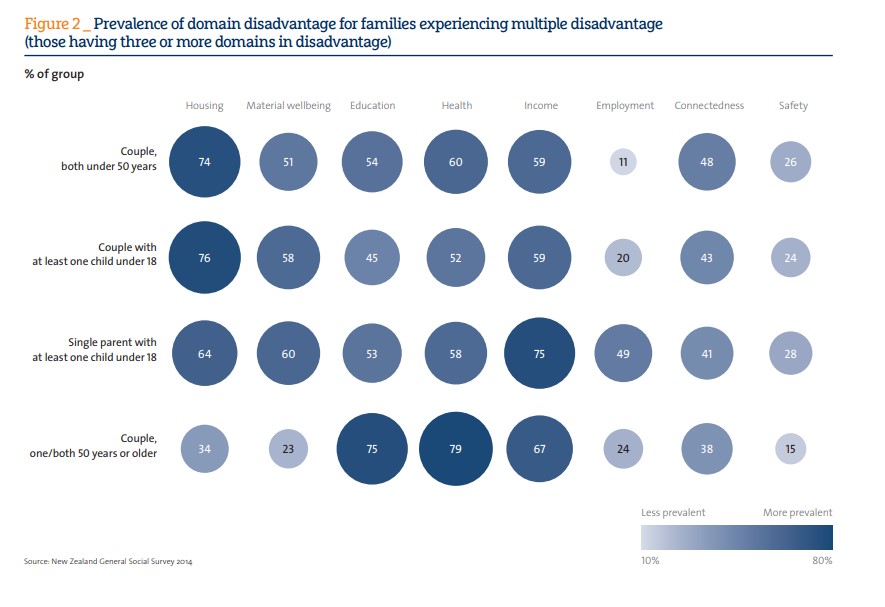 Figure 2 _ Prevalence of domain disadvantage for families experiencing multiple disadvantage
(those having three or more domains in disadvantage)
% of group
Housing Material wellbeing Education Health Income Employment Connectedness Safety
Couple,
both under 50 years
74 51 54 60 59 11 48 26
Couple with
at least one child under 18
76 58 45 52 59 20 43 24
Single parent with
at least one child under 18
64 60 53 58 75 49 41 28
Couple,
one/both 50 years or older
34 23 75 79 67 24 38 15
Less prevalent More prevalent
10% 80%
Source: New Zealand General Social Survey 2014